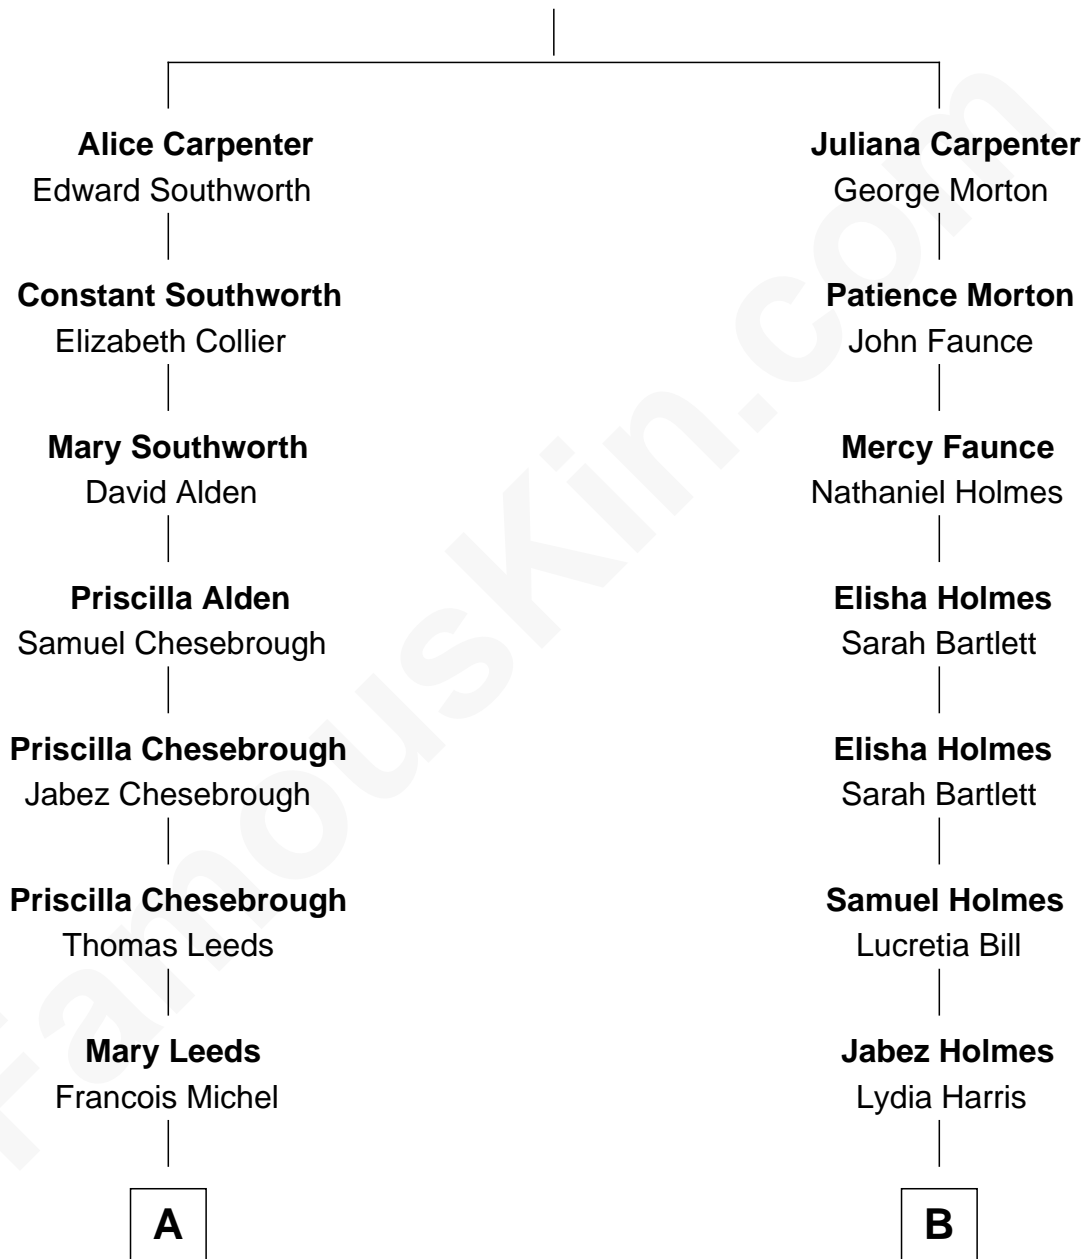 Alice Carpenter
Edward Southworth
Constant Southworth
Elizabeth Collier
Mary Southworth
David Alden
Priscilla Alden
Samuel Chesebrough
Priscilla Chesebrough
Jabez Chesebrough
Priscilla Chesebrough
Thomas Leeds
Mary Leeds
Francois Michel
A
Juliana Carpenter
George Morton
Patience Morton
John Faunce
Mercy Faunce
Nathaniel Holmes
Elisha Holmes
Sarah Bartlett
Elisha Holmes
Sarah Bartlett
Samuel Holmes
Lucretia Bill
Jabez Holmes
Lydia Harris
B
FamousKin.com